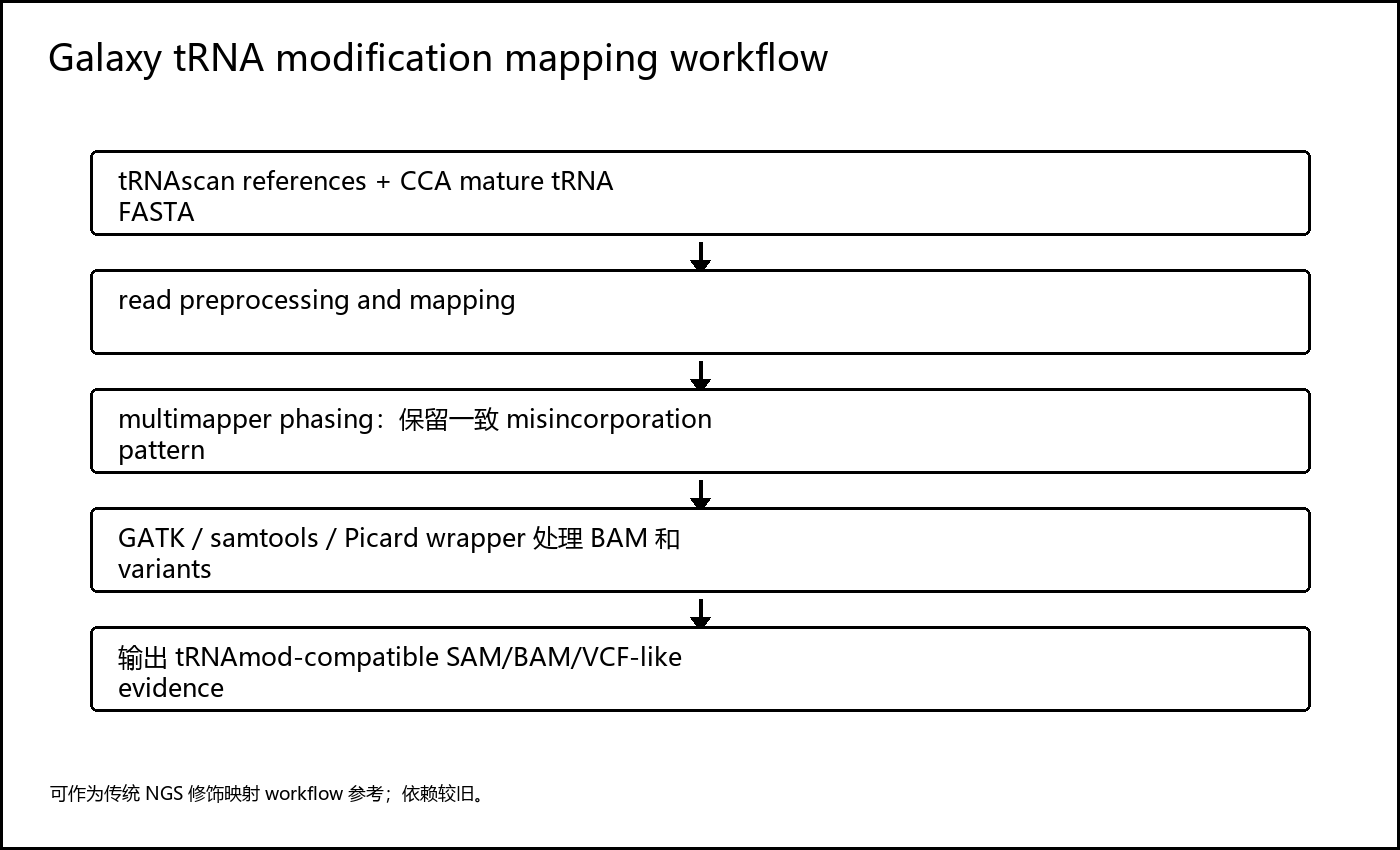 Galaxy tRNA modification mapping workflow
tRNAscan references + CCA mature tRNA
FASTA
read preprocessing and mapping
multimapper phasing：保留一致 misincorporation
pattern
GATK / samtools / Picard wrapper 处理 BAM 和
variants
输出 tRNAmod-compatible SAM/BAM/VCF-like
evidence
可作为传统 NGS 修饰映射 workflow 参考；依赖较旧。